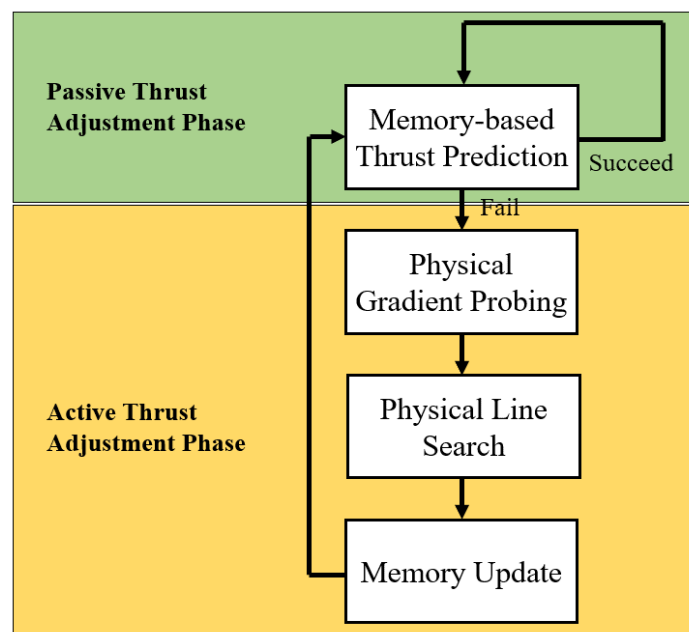 Passive Thrust
Adjustment Phase
Memory-based
Thrust Prediction
Succeed
Fail
Physical
Gradient Probing
Active Thrust
Adjustment Phase
Physical Line
Search
Memory Update